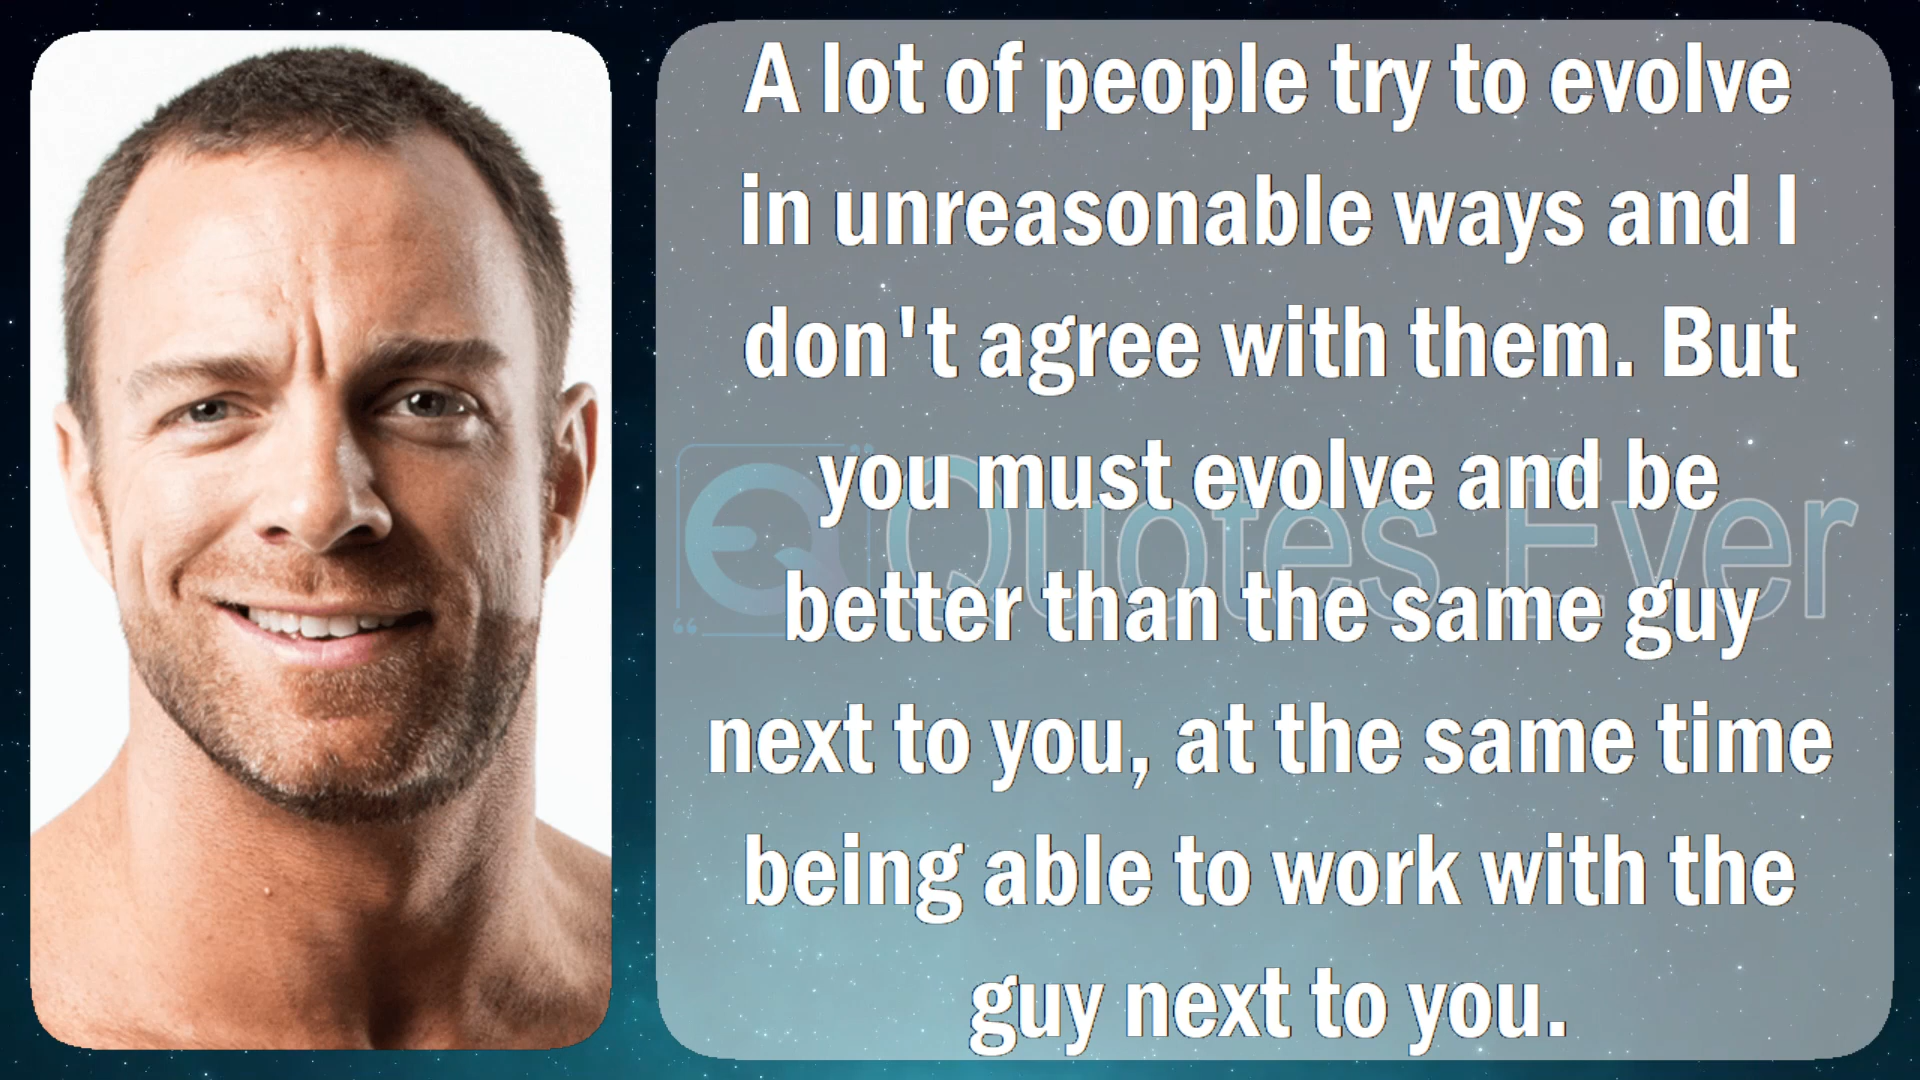 A lot of people try to evolve
in unreasonable ways and I
don't agree with them. But
you must evolve and be
Quotes Ever
better than the same guy
next to you, at the same time
being able to work with the
guy next to you.